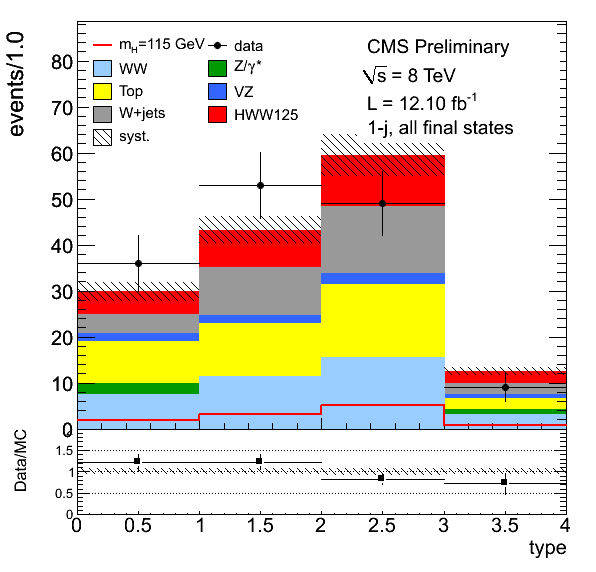 events/1.0
80
70
60
50
40
30
20
10
0
m_H=115 GeV
data
WW
Z/γ*
Top
VZ
W+jets
HWW125
syst.
CMS Preliminary
√s = 8 TeV
L = 12.10 fb⁻¹
1-j, all final states
Data/MC
2
1.5
1
0.5
0
0 0.5 1 1.5 2 2.5 3 3.5 4
type